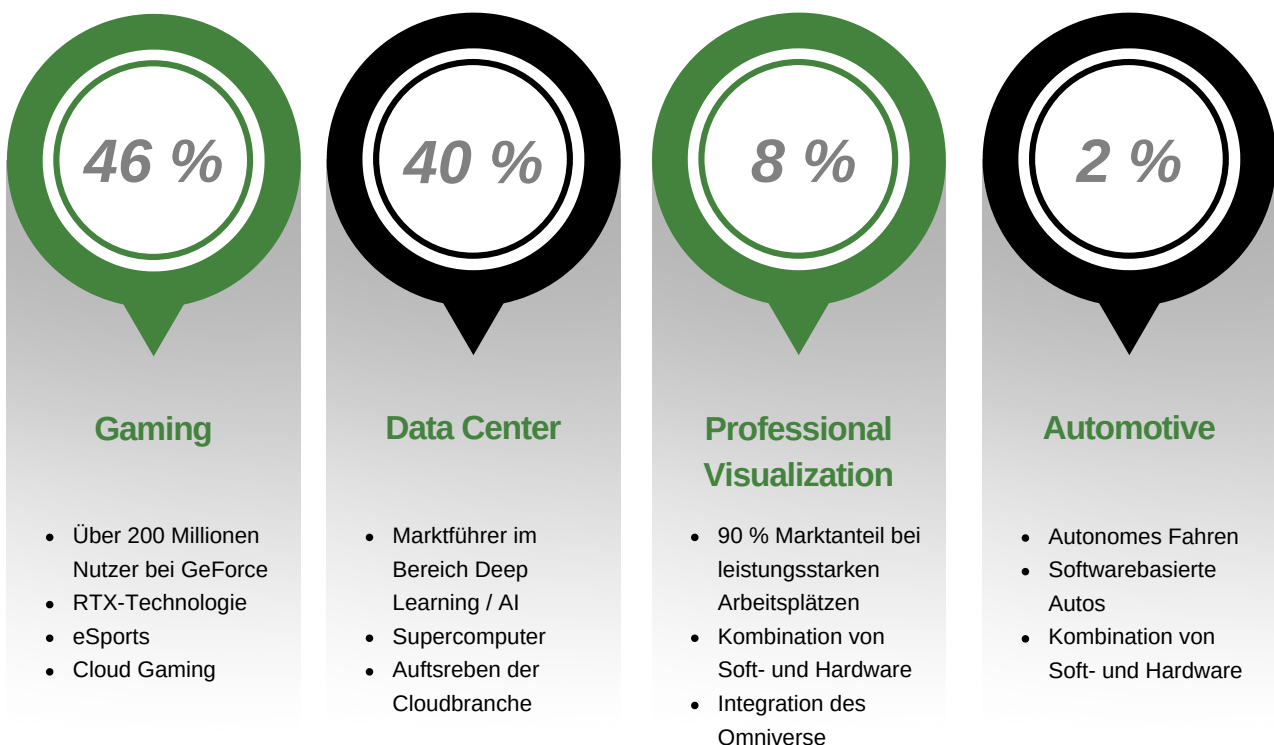 46 %
Gaming
Über 200 Millionen
Nutzer bei GeForce
RTX-Technologie
eSports
Cloud Gaming
40 %
Data Center
Marktführer im
Bereich Deep
Learning / AI
Supercomputer
Auftsreben der
Cloudbranche
8 %
Professional
Visualization
90 % Marktanteil bei
leistungsstarken
Arbeitsplätzen
Kombination von
Soft- und Hardware
Integration des
Omniverse
2 %
Automotive
Autonomes Fahren
Softwarebasierte
Autos
Kombination von
Soft- und Hardware